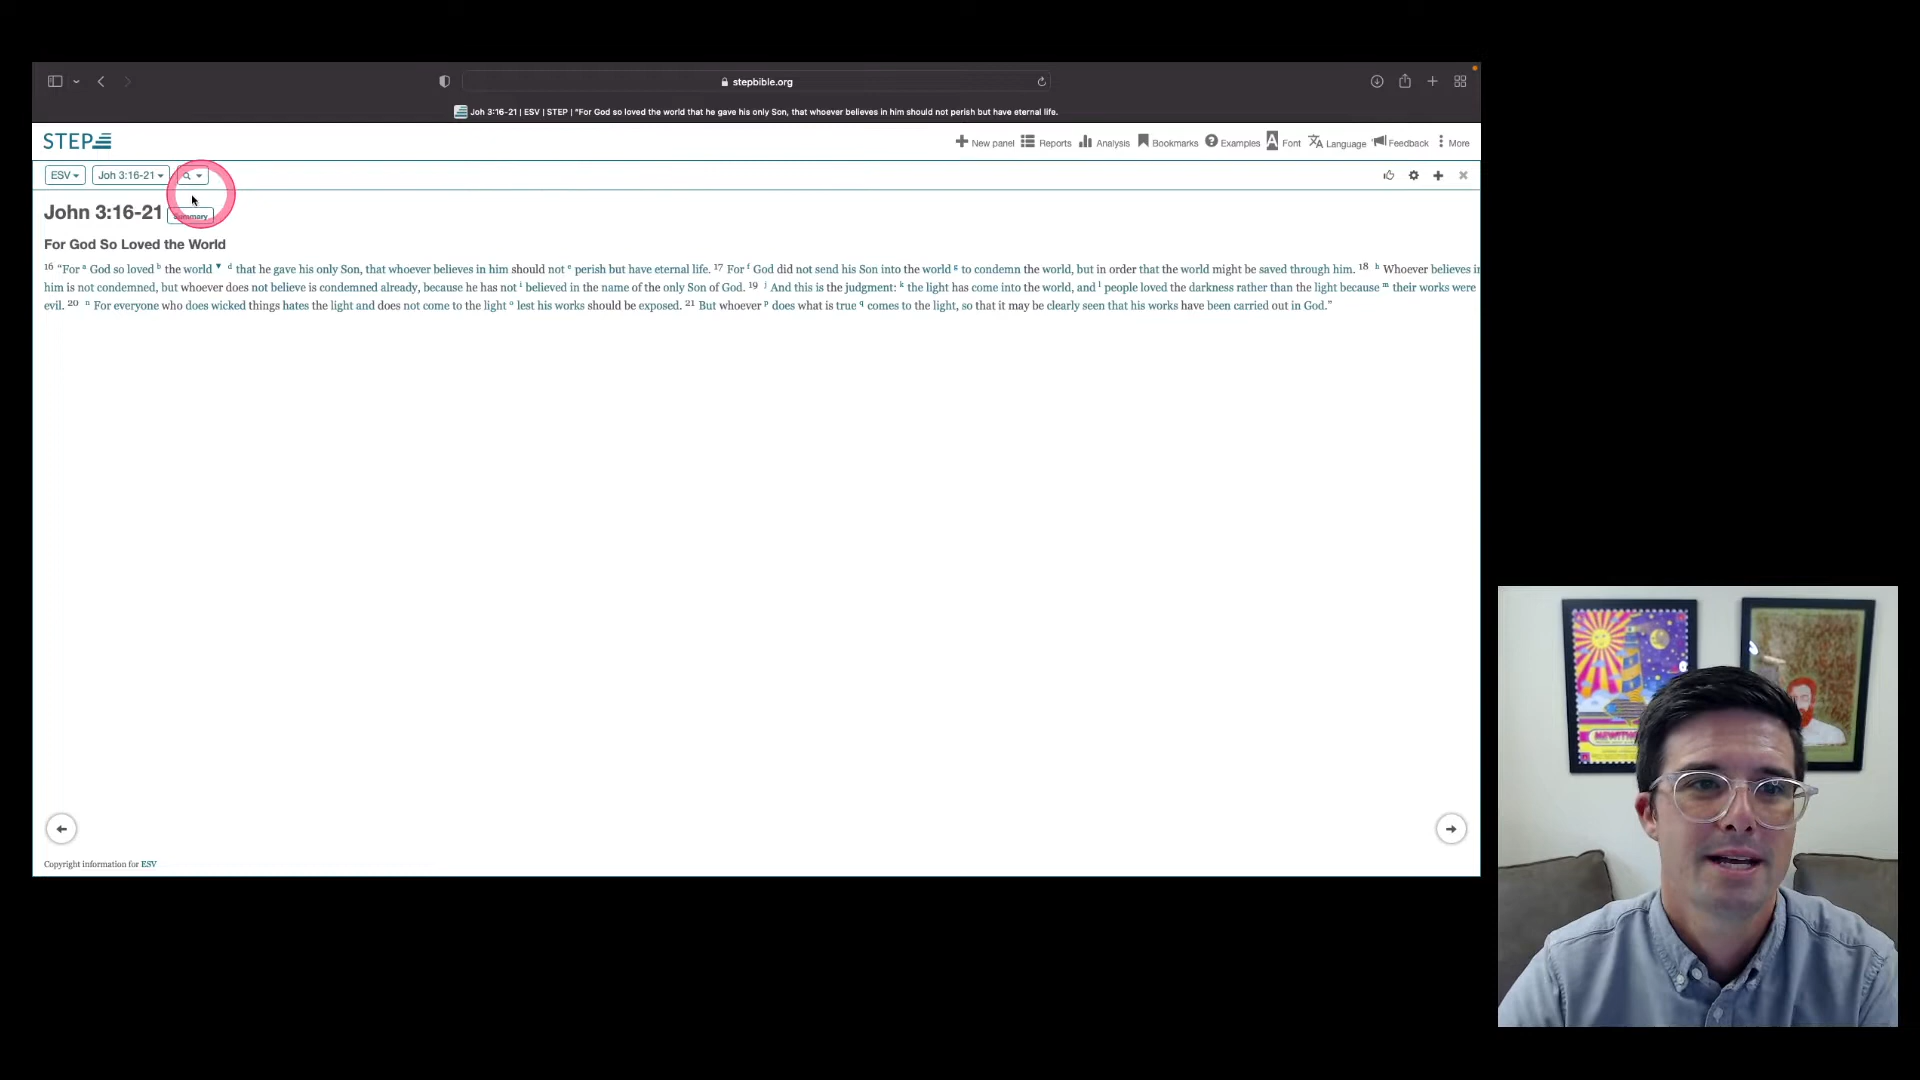 stepbible.org
Joh 3:16-21 | ESV | STEP | "For God so loved the world that he gave his only Son, that whoever believes in him should not perish but have eternal life.
STEP
New panel Reports Analysis Bookmarks Examples A Font Language Feedback More
ESV Joh 3:16-21
John 3:16-21 Summary
For God So Loved the World
16 “For a God so loved b the world d that he gave his only Son, that whoever believes in him should not e perish but have eternal life. 17 For f God did not send his Son into the world g to condemn the world, but in order that the world might be saved through him. 18 h Whoever believes in
him is not condemned, but whoever does not believe is condemned already, because he has not i believed in the name of the only Son of God. 19 j And this is the judgment: k the light has come into the world, and l people loved the darkness rather than the light because m their works were
evil. 20 n For everyone who does wicked things hates the light and does not come to the light o lest his works should be exposed. 21 But whoever p does what is true q comes to the light, so that it may be clearly seen that his works have been carried out in God.”
Copyright information for ESV